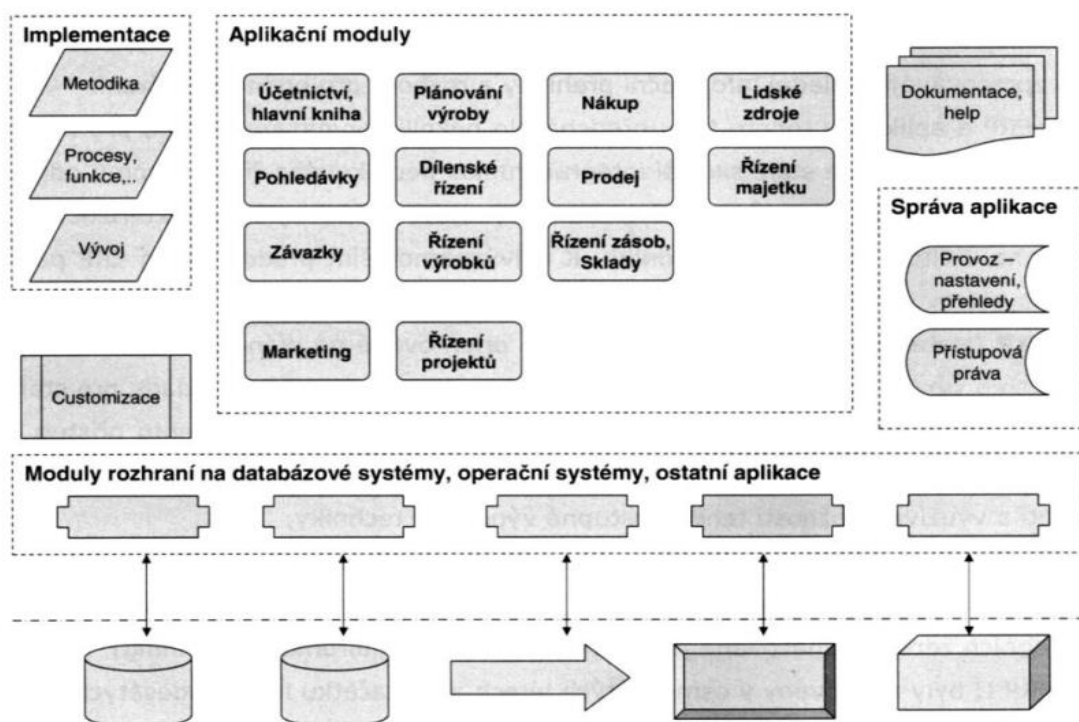 Implementace
Metodika
Procesy,
funkce,..
Vývoj
Customizace
Aplikační moduly
Účetnictví,
hlavní kniha
Plánování
výroby
Nákup
Lidské
zdroje
Pohledávky
Dílenské
řízení
Prodej
Řízení
majetku
Závazky
Řízení
výrobků
Řízení zásob,
Sklady
Marketing
Řízení
projektů
Dokumentace,
help
Správa aplikace
Provoz –
nastavení,
přehledy
Přístupová
práva
Moduly rozhraní na databázové systémy, operační systémy, ostatní aplikace